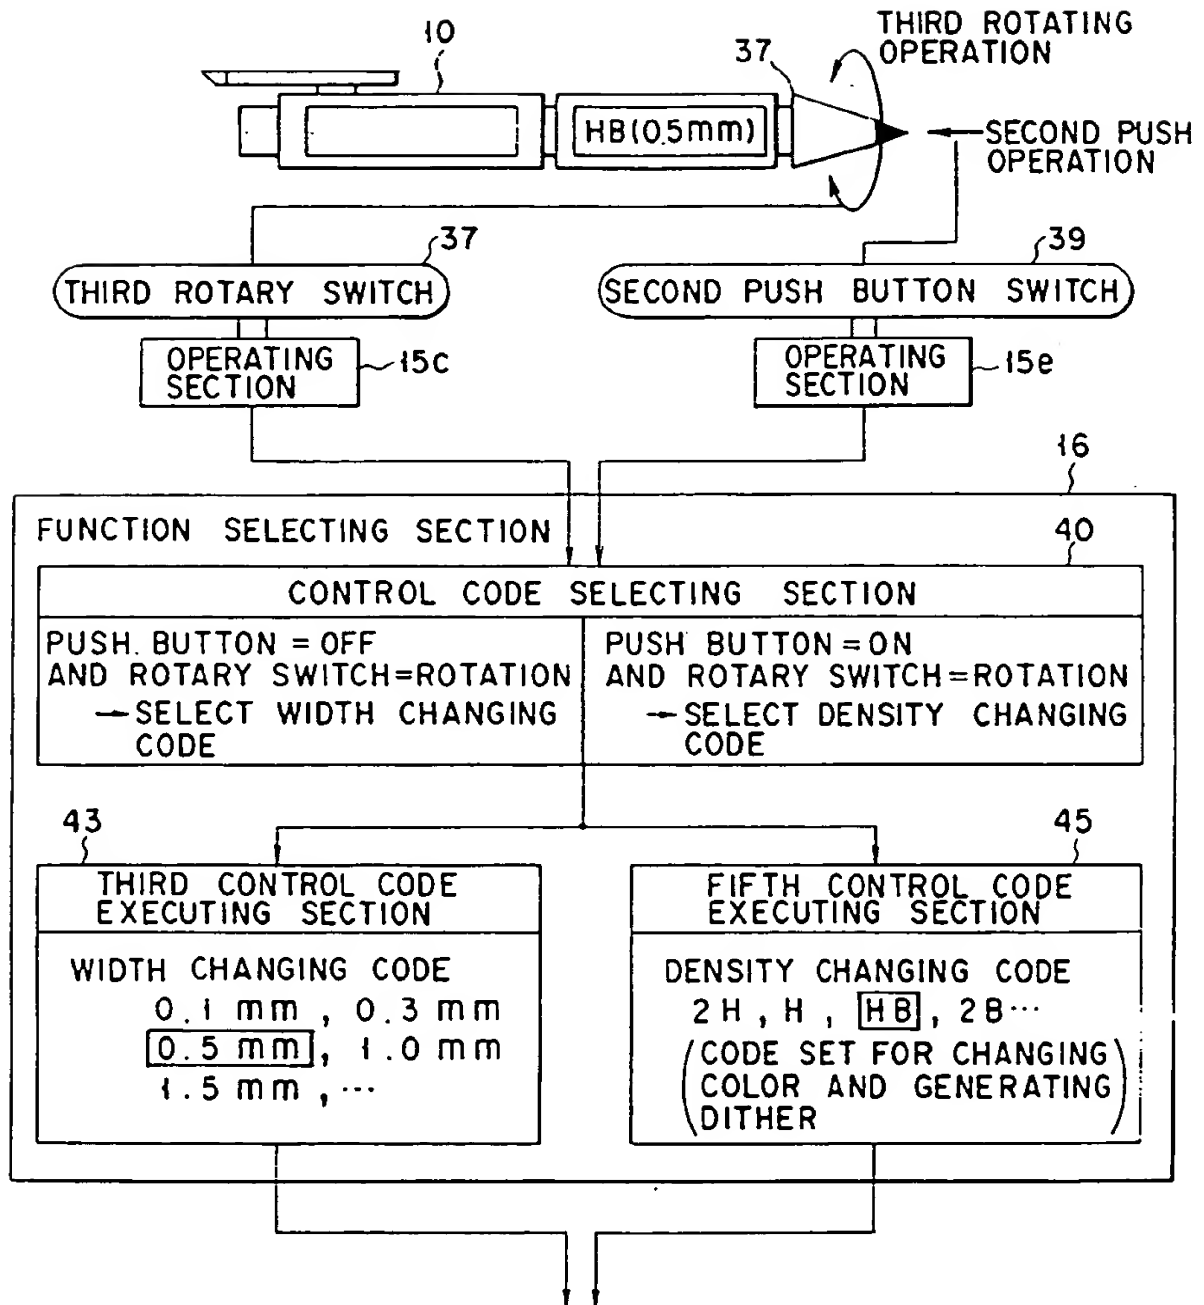 THIRD ROTATING
OPERATION
10
37
HB(0.5mm)
SECOND PUSH
OPERATION
37
39
THIRD ROTARY SWITCH
SECOND PUSH BUTTON SWITCH
OPERATING
SECTION
15c
OPERATING
SECTION
15e
16
FUNCTION SELECTING SECTION
40
CONTROL CODE SELECTING SECTION
PUSH. BUTTON = OFF
AND ROTARY SWITCH=ROTATION
→ SELECT WIDTH CHANGING
CODE
PUSH BUTTON = ON
AND ROTARY SWITCH=ROTATION
→ SELECT DENSITY CHANGING
CODE
43
45
THIRD CONTROL CODE
EXECUTING SECTION
WIDTH CHANGING CODE
0.1 mm , 0.3 mm
0.5 mm , 1.0 mm
1.5 mm , ...
FIFTH CONTROL CODE
EXECUTING SECTION
DENSITY CHANGING CODE
2H , H , HB , 2B ...
(CODE SET FOR CHANGING
COLOR AND GENERATING
DITHER)